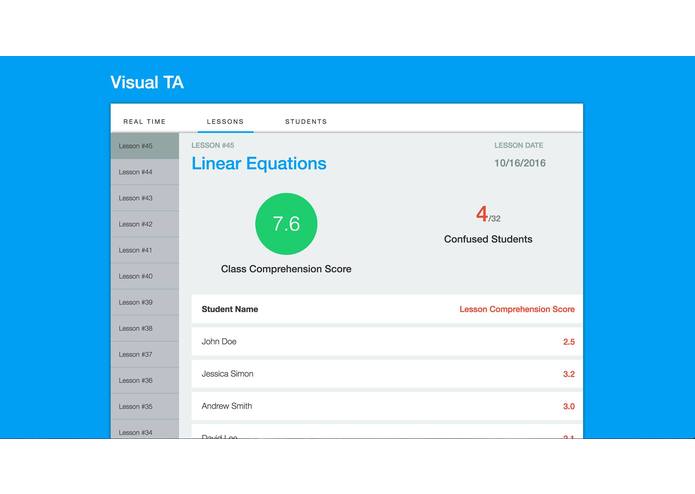 Visual TA
REAL TIME
LESSONS
STUDENTS
Lesson #45
Lesson #44
Lesson #43
Lesson #42
Lesson #41
Lesson #40
Lesson #39
Lesson #38
Lesson #37
Lesson #36
Lesson #35
Lesson #34
LESSON #45
Linear Equations
LESSON DATE
10/16/2016
7.6
Class Comprehension Score
4/32
Confused Students
Student Name Lesson Comprehension Score
John Doe 2.5
Jessica Simon 3.2
Andrew Smith 3.0
David Lee